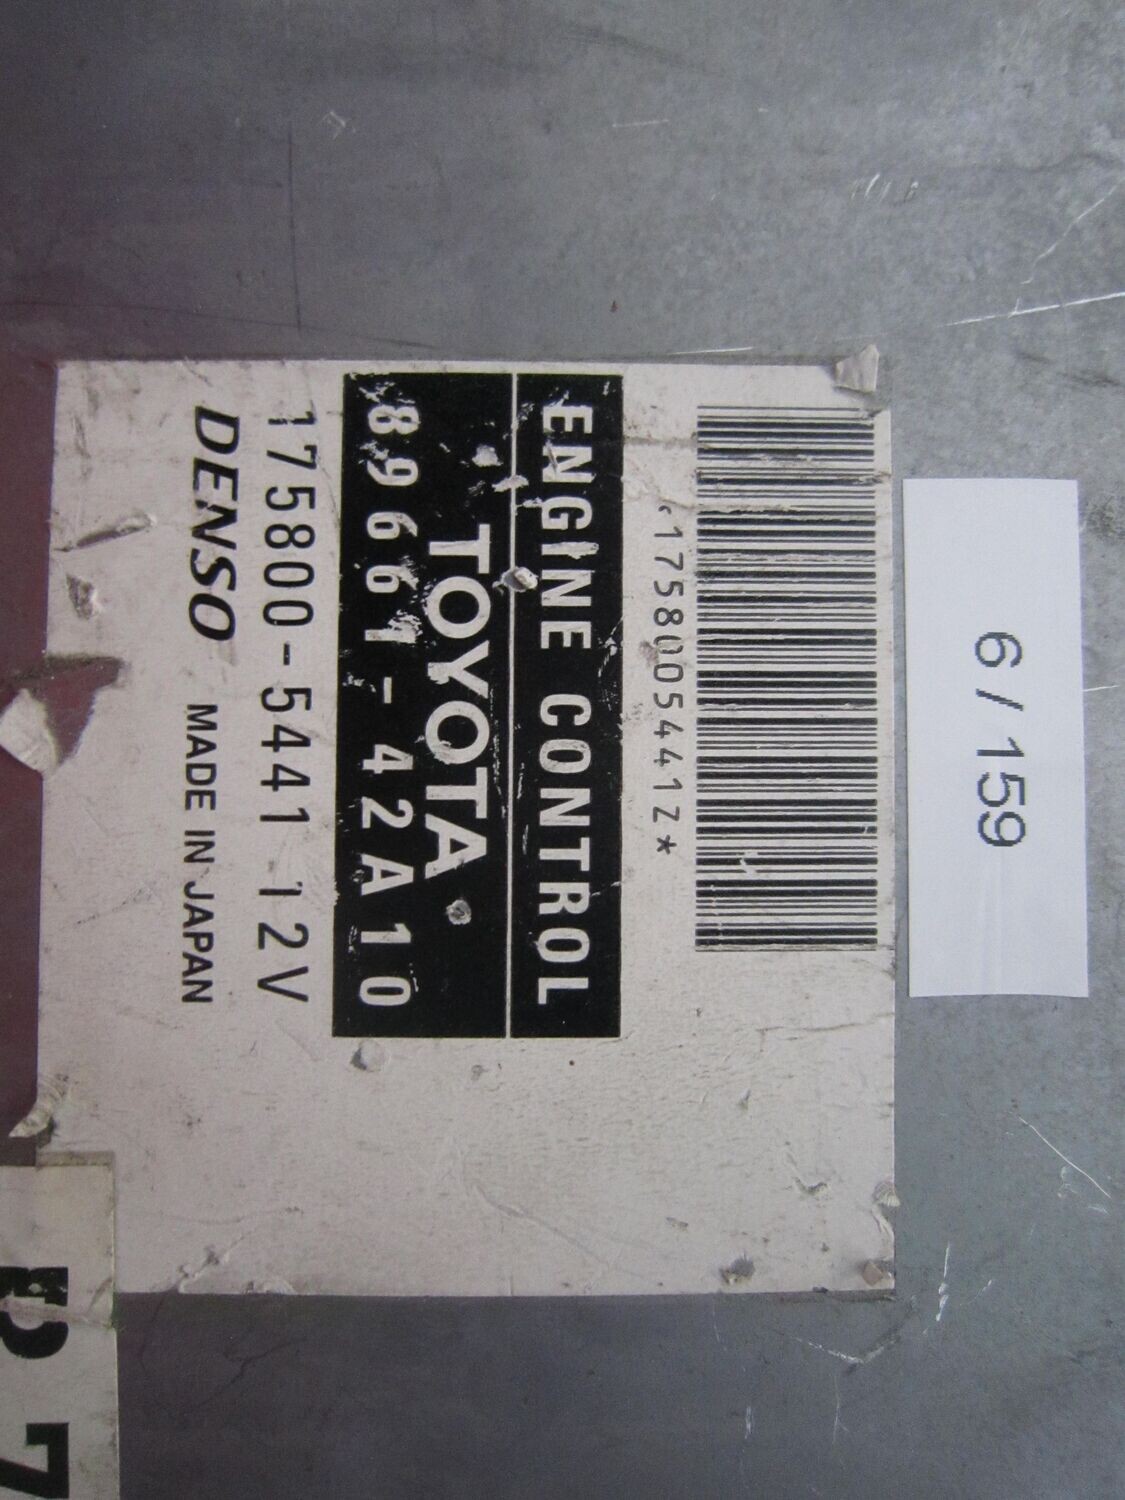 6/159
*1758005441Z*
ENGINE CONTROL
TOYOTA
89661-42A10
175800-5441 12V
DENSO MADE IN JAPAN